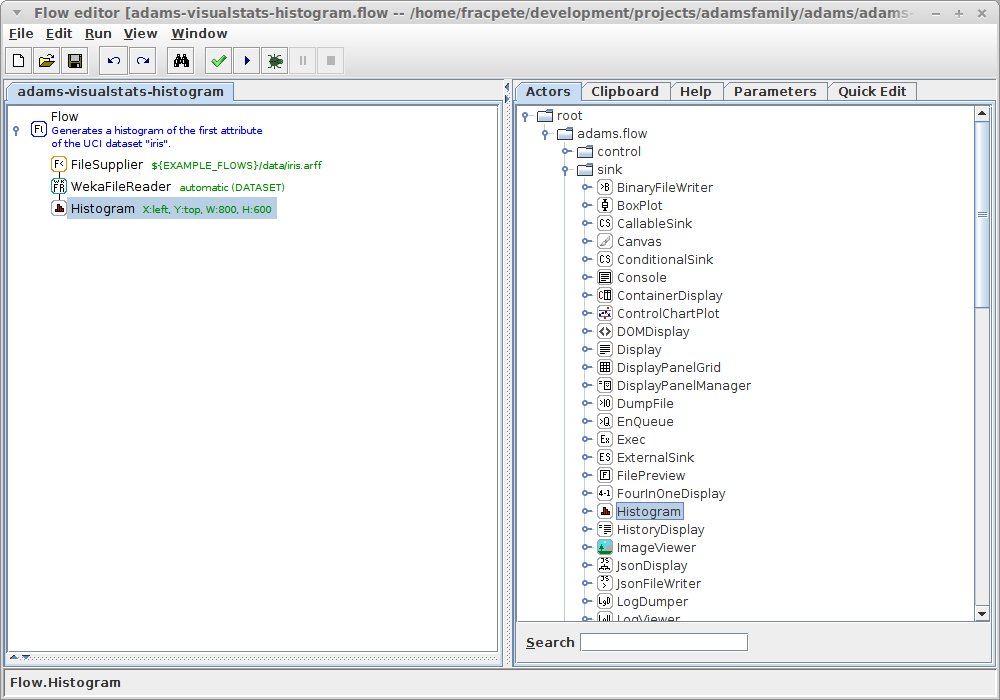 Flow editor [adams-visualstats-histogram.flow -- /home/fracpete/development/projects/adamsfamily/adams/adams-
File Edit Run View Window
adams-visualstats-histogram
Flow
Generates a histogram of the first attribute
of the UCI dataset "iris".
FileSupplier ${EXAMPLE_FLOWS}/data/iris.arff
WekaFileReader automatic (DATASET)
Histogram X:left, Y:top, W:800, H:600
Actors Clipboard Help Parameters Quick Edit
root
adams.flow
control
sink
BinaryFileWriter
BoxPlot
CallableSink
Canvas
ConditionalSink
Console
ContainerDisplay
ControlChartPlot
DOMDisplay
Display
DisplayPanelGrid
DisplayPanelManager
DumpFile
EnQueue
Exec
ExternalSink
FilePreview
FourInOneDisplay
Histogram
HistoryDisplay
ImageViewer
JsonDisplay
JsonFileWriter
LogDumper
LogViewer
Search
Flow.Histogram